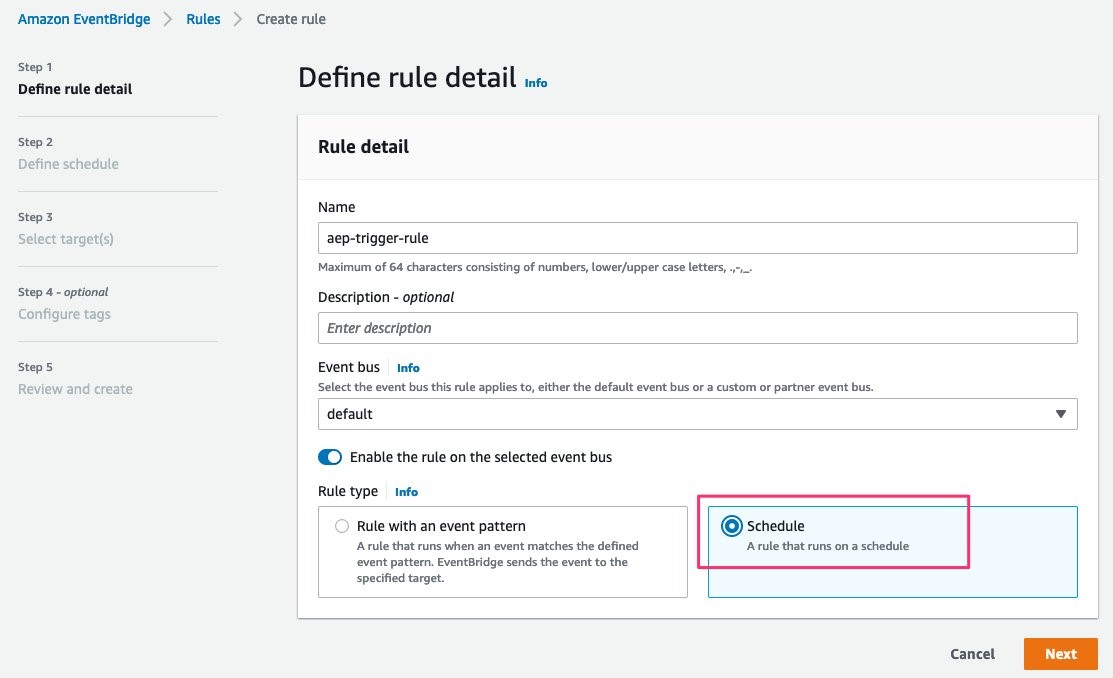 Amazon EventBridge > Rules > Create rule
Step 1
Define rule detail
Step 2
Define schedule
Step 3
Select target(s)
Step 4 - optional
Configure tags
Step 5
Review and create
Define rule detail Info
Rule detail
Name
aep-trigger-rule
Maximum of 64 characters consisting of numbers, lower/upper case letters, .,-,_.
Description - optional
Enter description
Event bus Info
Select the event bus this rule applies to, either the default event bus or a custom or partner event bus.
default
Enable the rule on the selected event bus
Rule type Info
Rule with an event pattern
A rule that runs when an event matches the defined
event pattern. EventBridge sends the event to the
specified target.
Schedule
A rule that runs on a schedule
Cancel Next